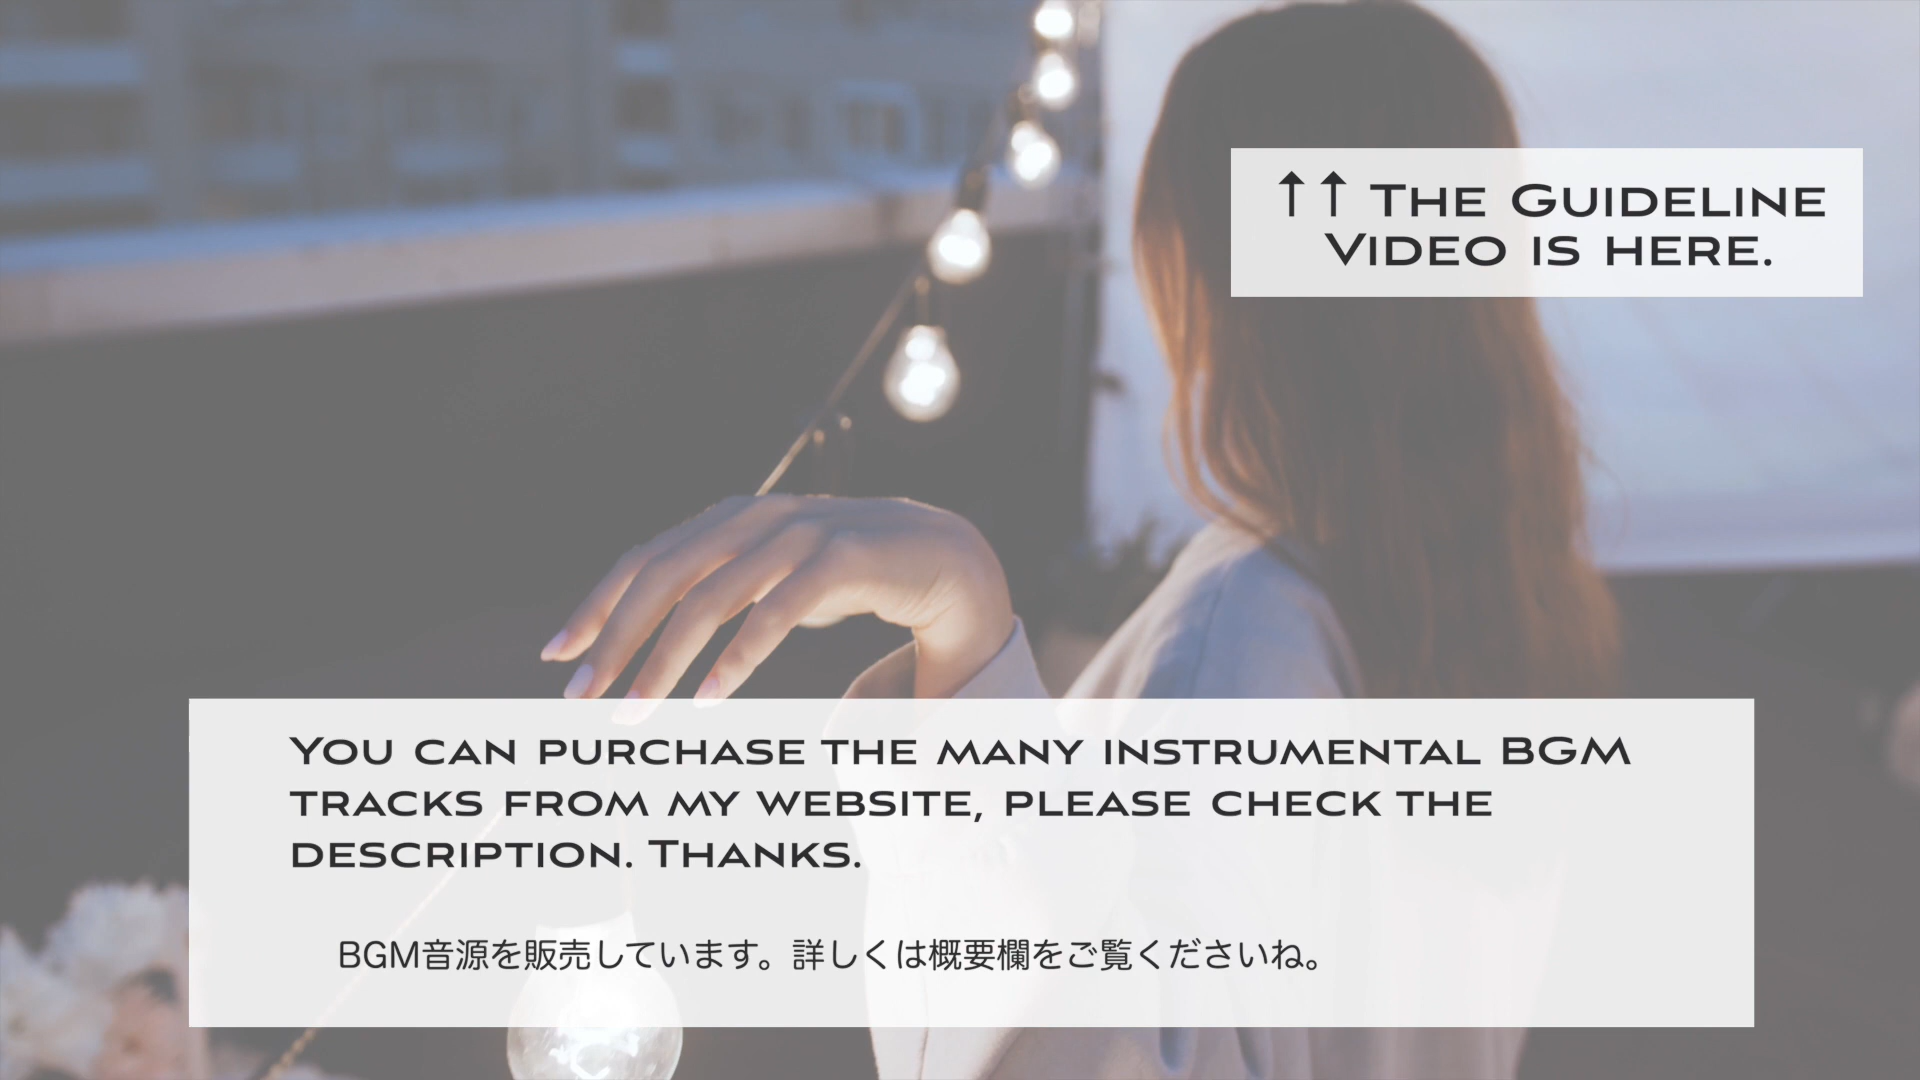 ↑↑ The Guideline
Video is here.
You can purchase the many instrumental BGM
tracks from my website, please check the
description. Thanks.
BGM音源を販売しています。詳しくは概要欄をご覧くださいね。